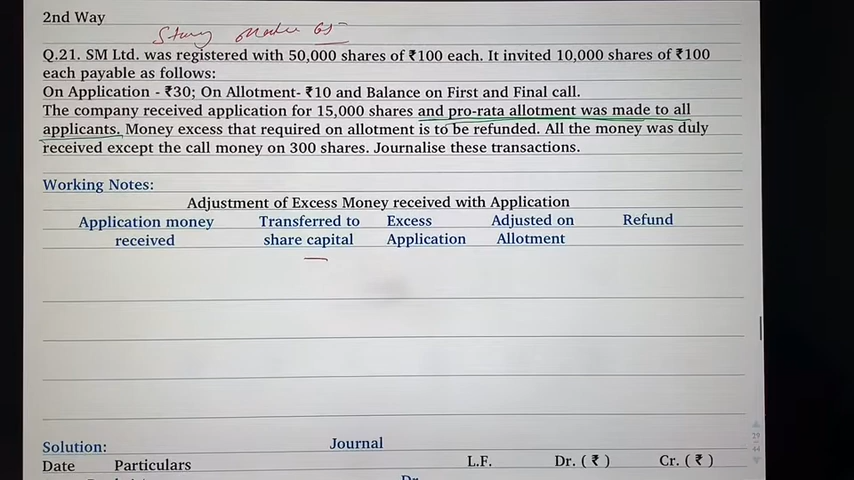 2nd Way
Q.21. SM Ltd. was registered with 50,000 shares of ₹100 each. It invited 10,000 shares of ₹100
each payable as follows:
On Application - ₹30; On Allotment- ₹10 and Balance on First and Final call.
The company received application for 15,000 shares and pro-rata allotment was made to all
applicants. Money excess that required on allotment is to be refunded. All the money was duly
received except the call money on 300 shares. Journalise these transactions.
Working Notes:
Adjustment of Excess Money received with Application
Application money Transferred to Excess Adjusted on Refund
received share capital Application Allotment
Solution: Journal
Date Particulars L.F. Dr. ( ₹ ) Cr. ( ₹ )
Dr.
29
44